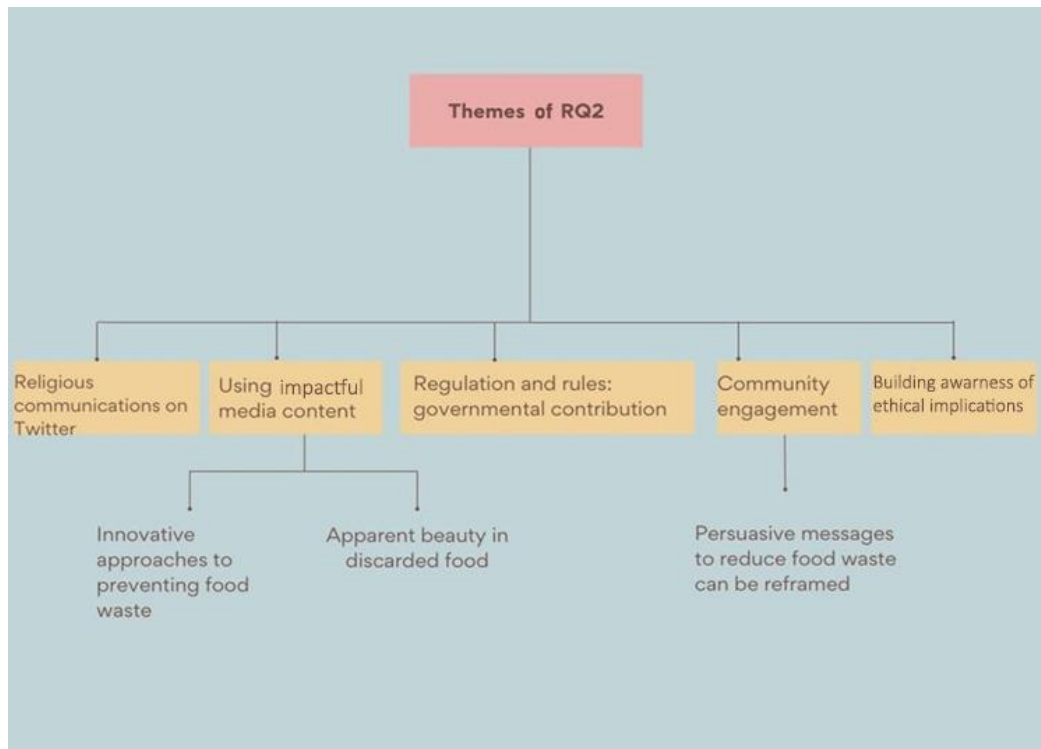 Themes of RQ2
Religious
communications on
Twitter
Using impactful
media content
Regulation and rules:
governmental contribution
Community
engagement
Building awarness of
ethical implications
Innovative
approaches to
preventing food
waste
Apparent beauty in
discarded food
Persuasive messages
to reduce food waste
can be reframed